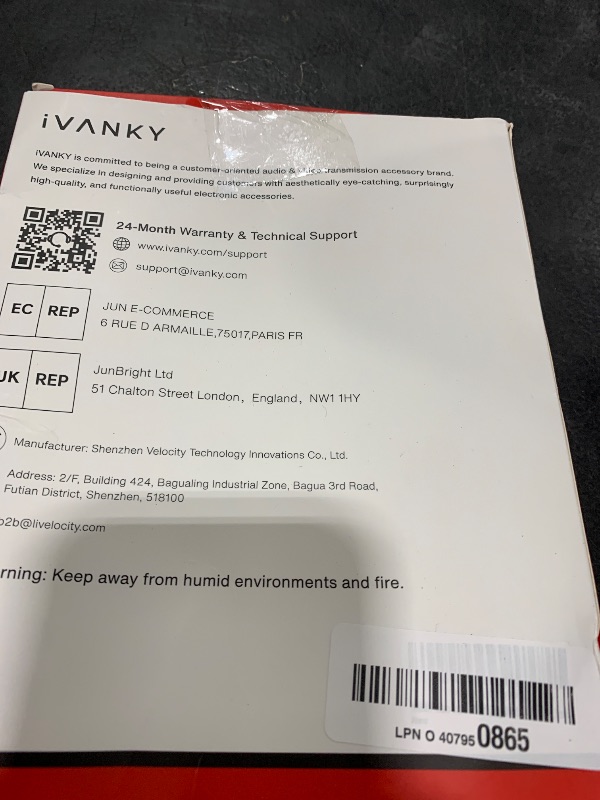 iVANKY
iVANKY is committed to being a customer-oriented audio & video transmission accessory brand.
We specialize in designing and providing customers with aesthetically eye-catching, surprisingly
high-quality, and functionally useful electronic accessories.
24-Month Warranty & Technical Support
www.ivanky.com/support
support@ivanky.com
EC REP
JUN E-COMMERCE
6 RUE D ARMAILLE,75017,PARIS FR
UK REP
JunBright Ltd
51 Chalton Street London, England, NW1 1HY
Manufacturer: Shenzhen Velocity Technology Innovations Co., Ltd.
Address: 2/F, Building 424, Bagualing Industrial Zone, Bagua 3rd Road,
Futian District, Shenzhen, 518100
b2b@livelocity.com
rning: Keep away from humid environments and fire.
LPN O 40795 0865